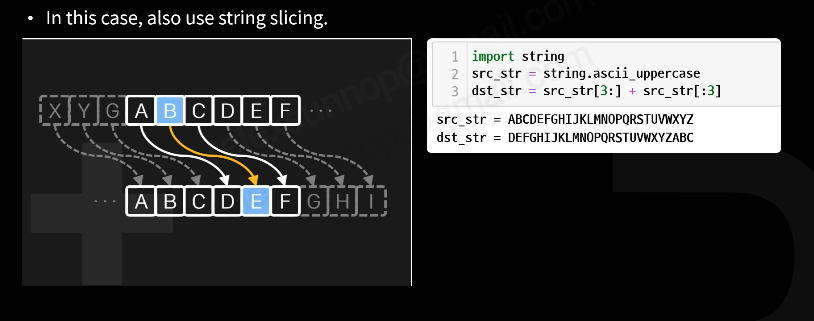 • In this case, also use string slicing.
X Y G A B C D E F ···
··· A B C D E F G H I
1 import string
2 src_str = string.ascii_uppercase
3 dst_str = src_str[3:] + src_str[:3]
src_str = ABCDEFGHIJKLMNOPQRSTUVWXYZ
dst_str = DEFGHIJKLMNOPQRSTUVWXYZABC